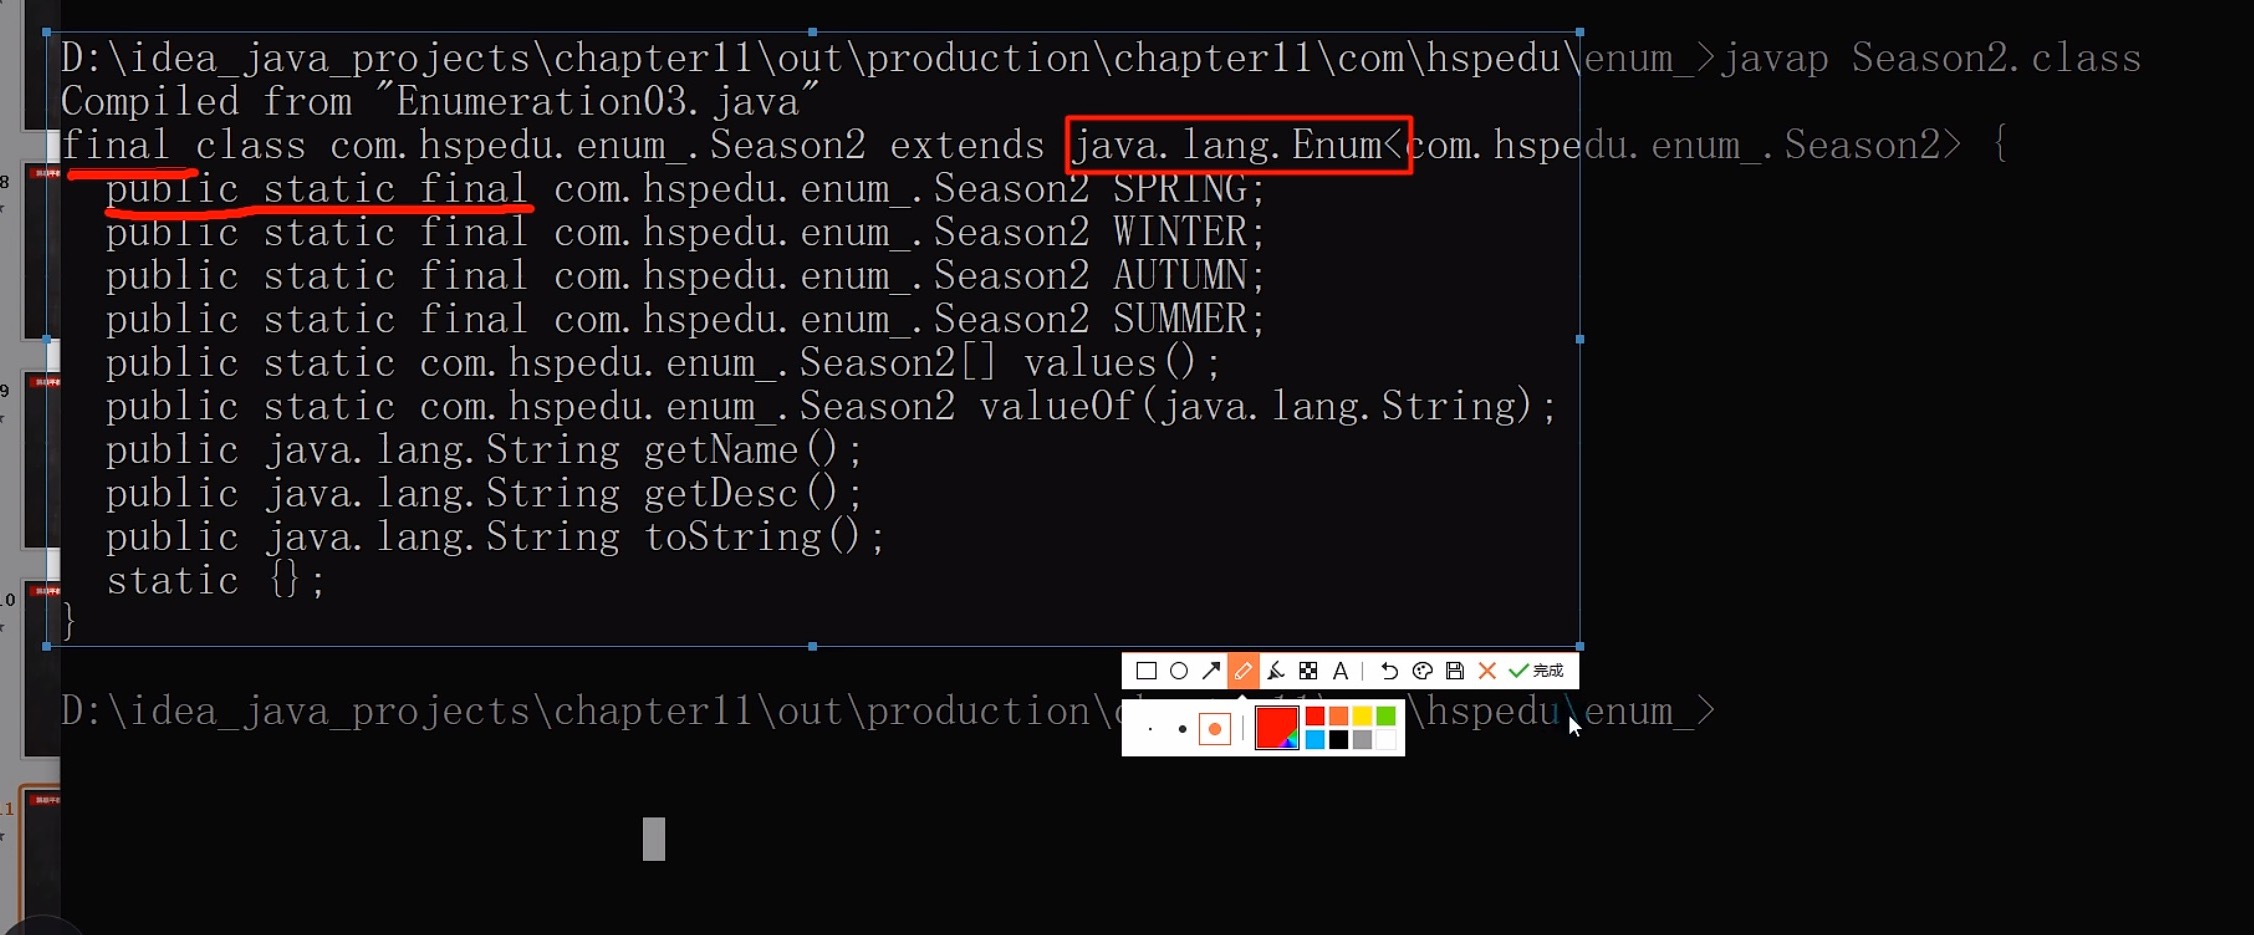 D:\idea_java_projects\chapter11\out\production\chapter11\com\hspedu\enum_>javap Season2.class
Compiled from "Enumeration03.java"
final class com.hspedu.enum_.Season2 extends java.lang.Enum<com.hspedu.enum_.Season2> {
public static final com.hspedu.enum_.Season2 SPRING;
public static final com.hspedu.enum_.Season2 WINTER;
public static final com.hspedu.enum_.Season2 AUTUMN;
public static final com.hspedu.enum_.Season2 SUMMER;
public static com.hspedu.enum_.Season2[] values();
public static com.hspedu.enum_.Season2 valueOf(java.lang.String);
public java.lang.String getName();
public java.lang.String getDesc();
public java.lang.String toString();
static {};
}
A
完成
D:\idea_java_projects\chapter11\out\production\ \hspedu\enum_>
8
9